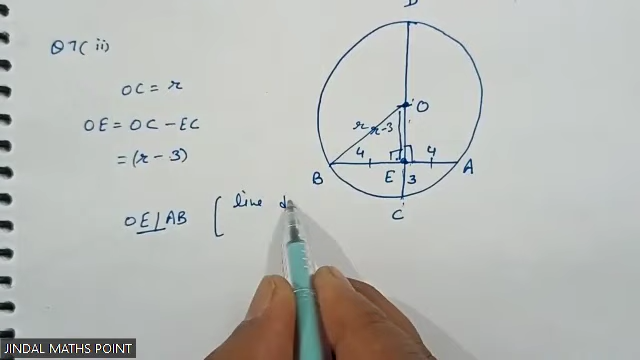 Q7(ii)
OC = r
OE = OC - EC
= (r - 3)
OE⊥AB [ line d
D
O
r
r-3
4
4
B
E
3
A
C
JINDAL MATHS POINT